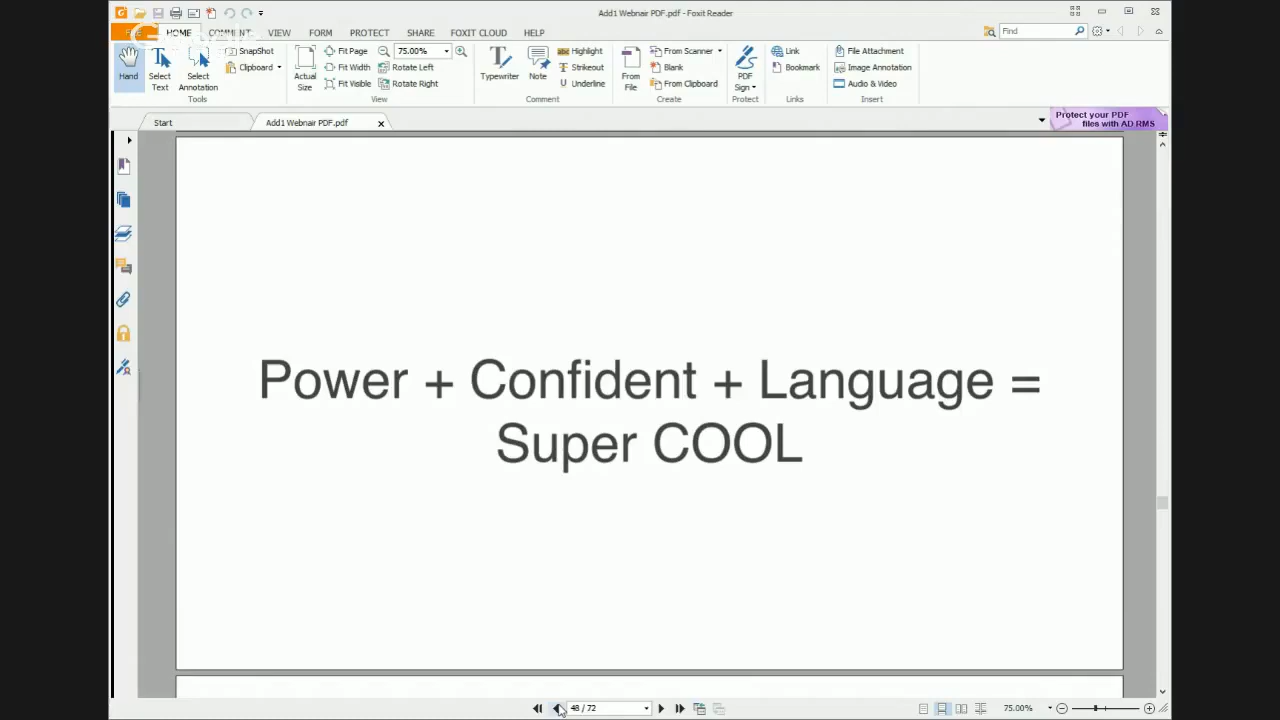 Add1 Webnair PDF.pdf - Foxit Reader
FILE HOME COMMENT VIEW FORM PROTECT SHARE FOXIT CLOUD HELP
Find
Hand
Select Text
Select Annotation
SnapShot
Clipboard
Tools
Actual Size
Fit Page
Fit Width
Fit Visible
75.00%
Rotate Left
Rotate Right
View
Typewriter
Note
Highlight
Strikeout
Underline
Comment
From File
From Scanner
Blank
From Clipboard
Create
PDF Sign
Protect
Link
Bookmark
Links
File Attachment
Image Annotation
Audio & Video
Insert
Start
Add1 Webnair PDF.pdf
Protect your PDF
files with AD RMS
Power + Confident + Language =
Super COOL
48 / 72
75.00%